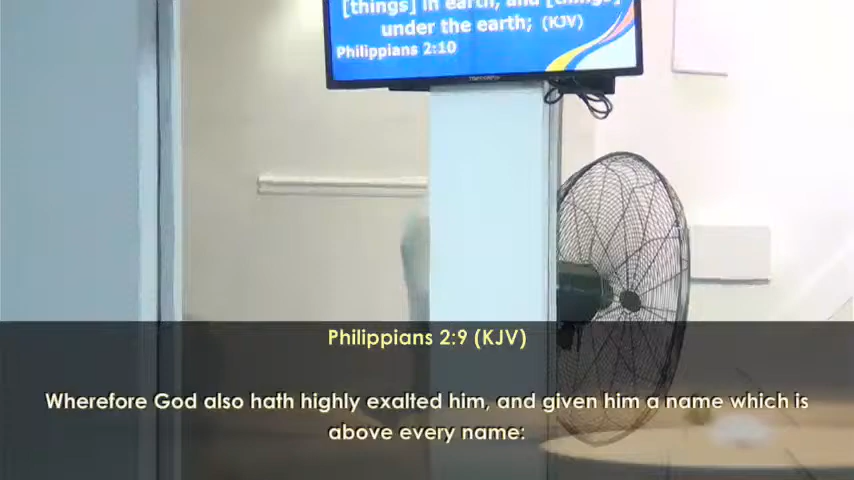 [things] in earth, and [things]
under the earth; (KJV)
Philippians 2:10
Philippians 2:9 (KJV)
Wherefore God also hath highly exalted him, and given him a name which is
above every name: